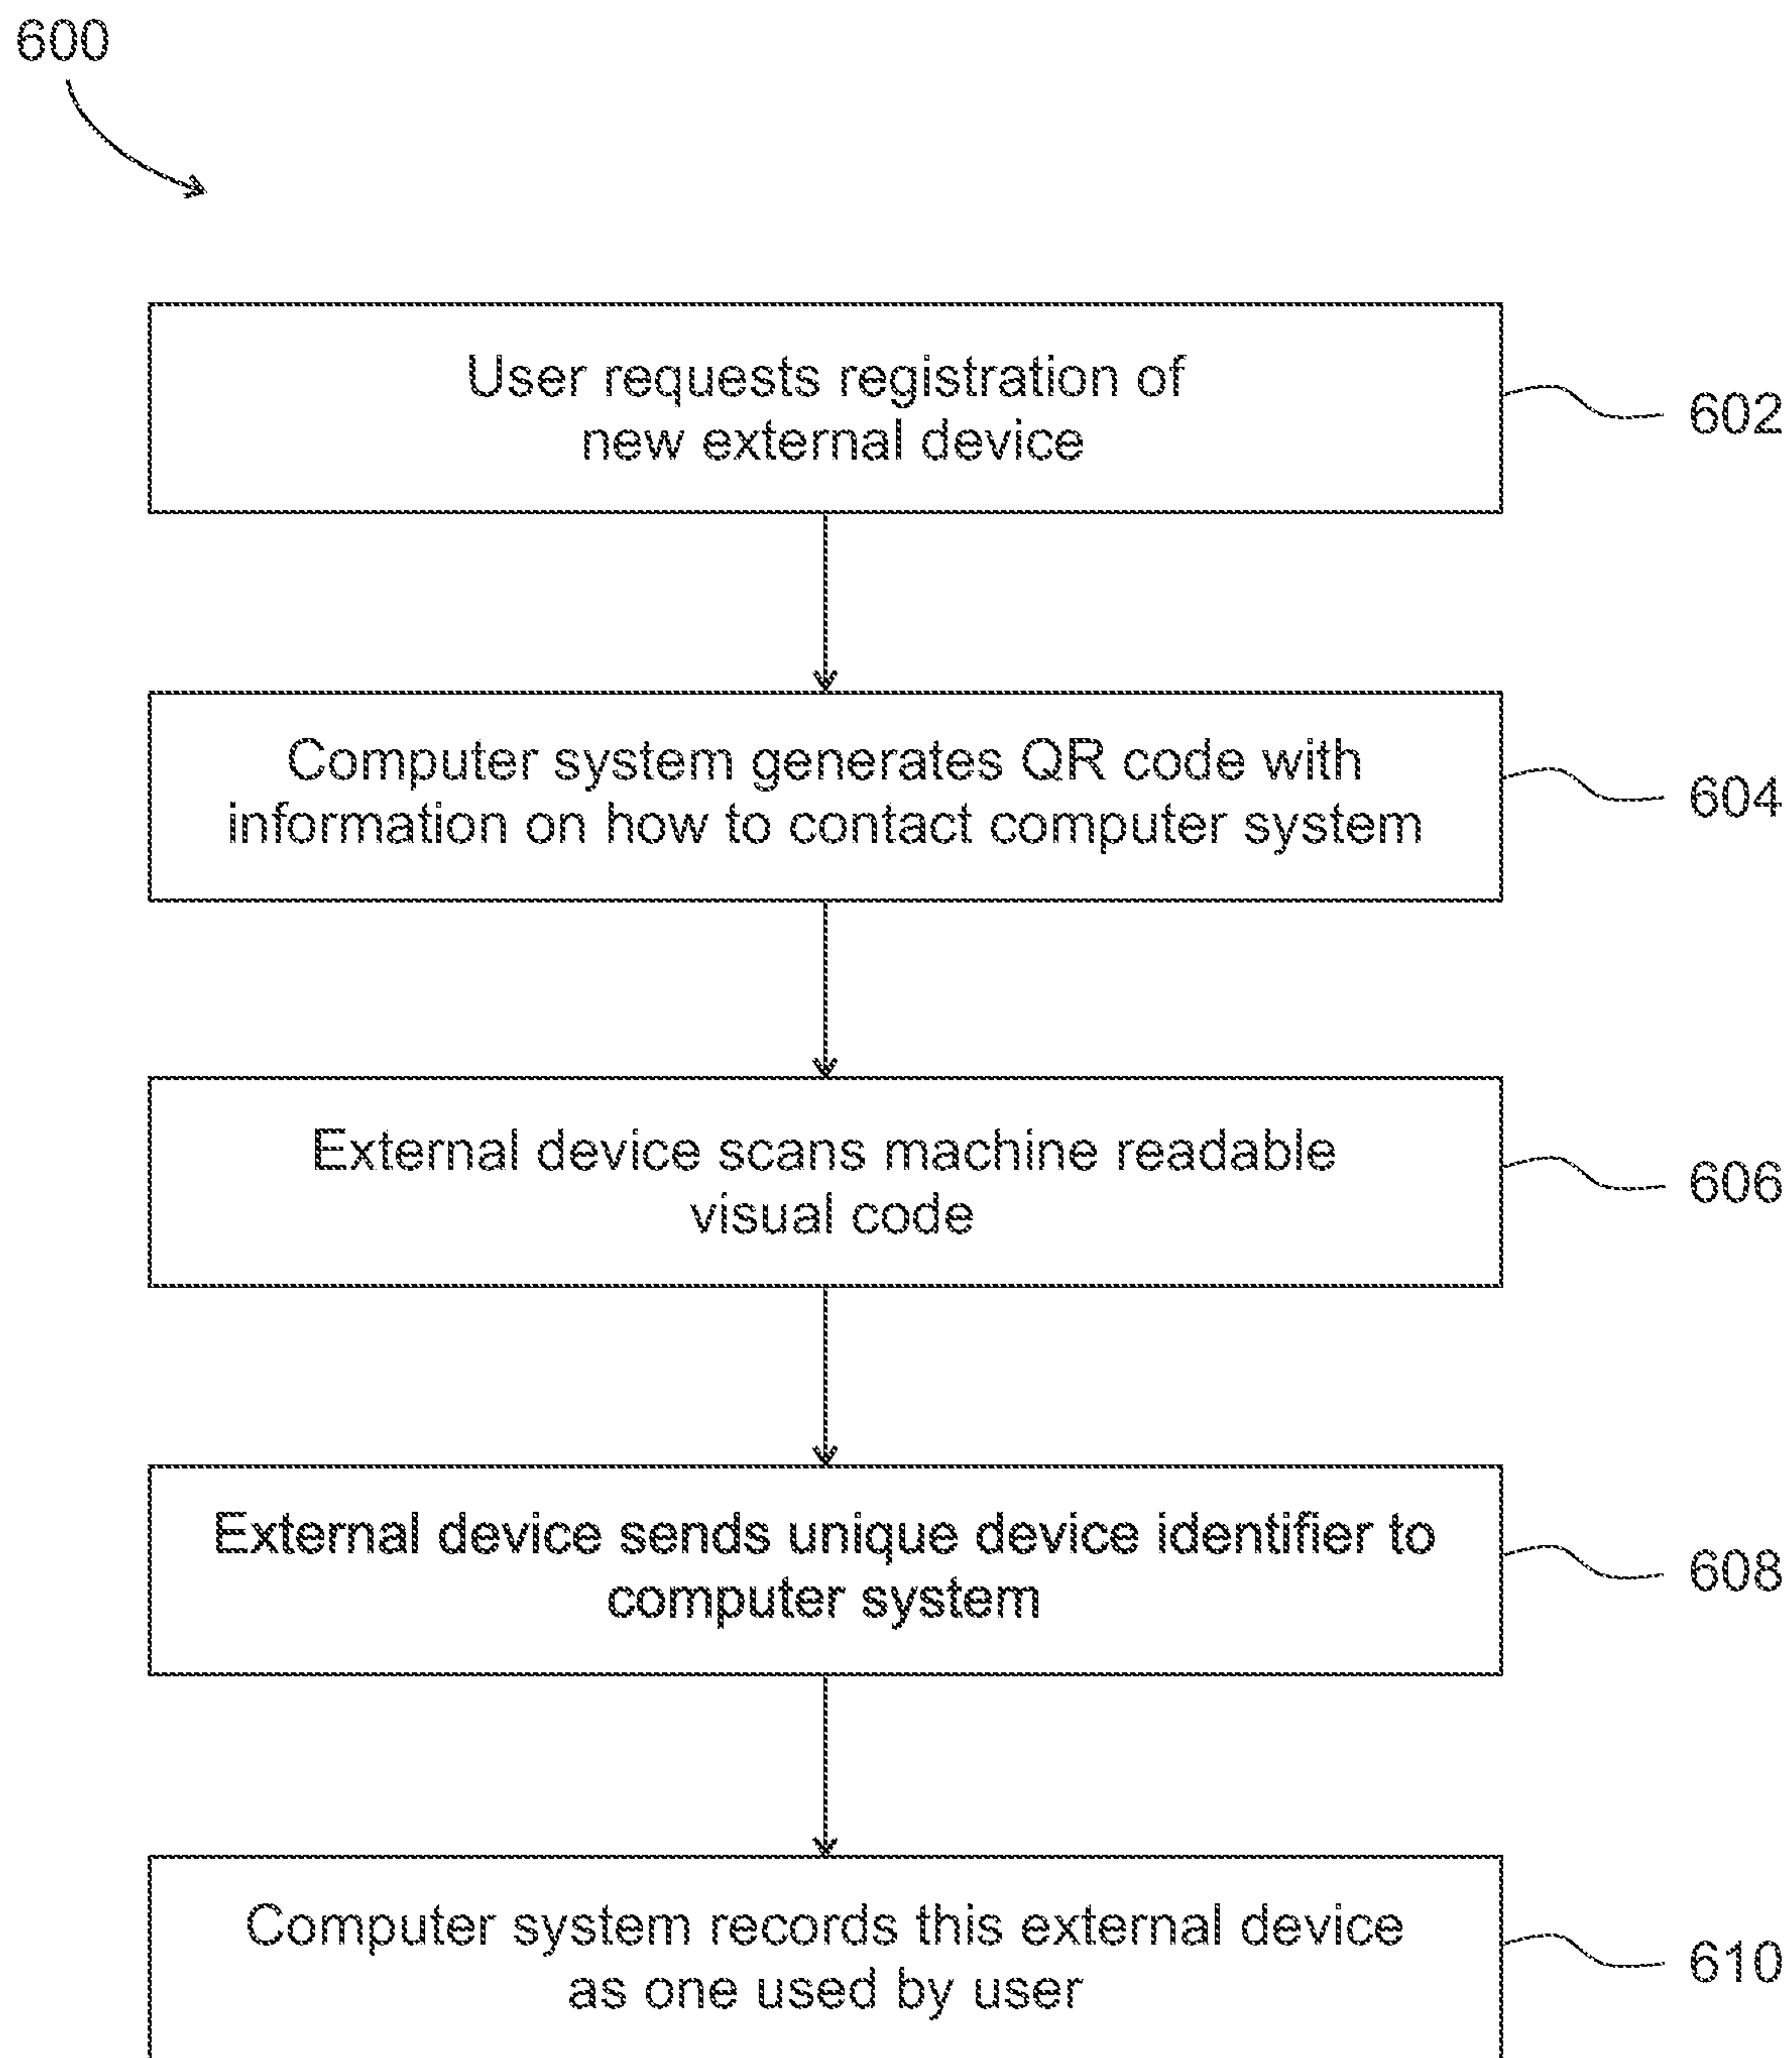 600
User requests registration of
new external device
602
Computer system generates QR code with
information on how to contact computer system
604
External device scans machine readable
visual code
606
External device sends unique device identifier to
computer system
608
Computer system records this external device
as one used by user
610